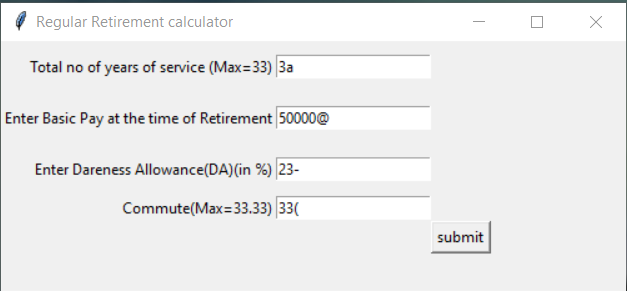 Regular Retirement calculator
Total no of years of service (Max=33) 3a
Enter Basic Pay at the time of Retirement 50000@
Enter Dareness Allowance(DA)(in %) 23-
Commute(Max=33.33) 33(
submit